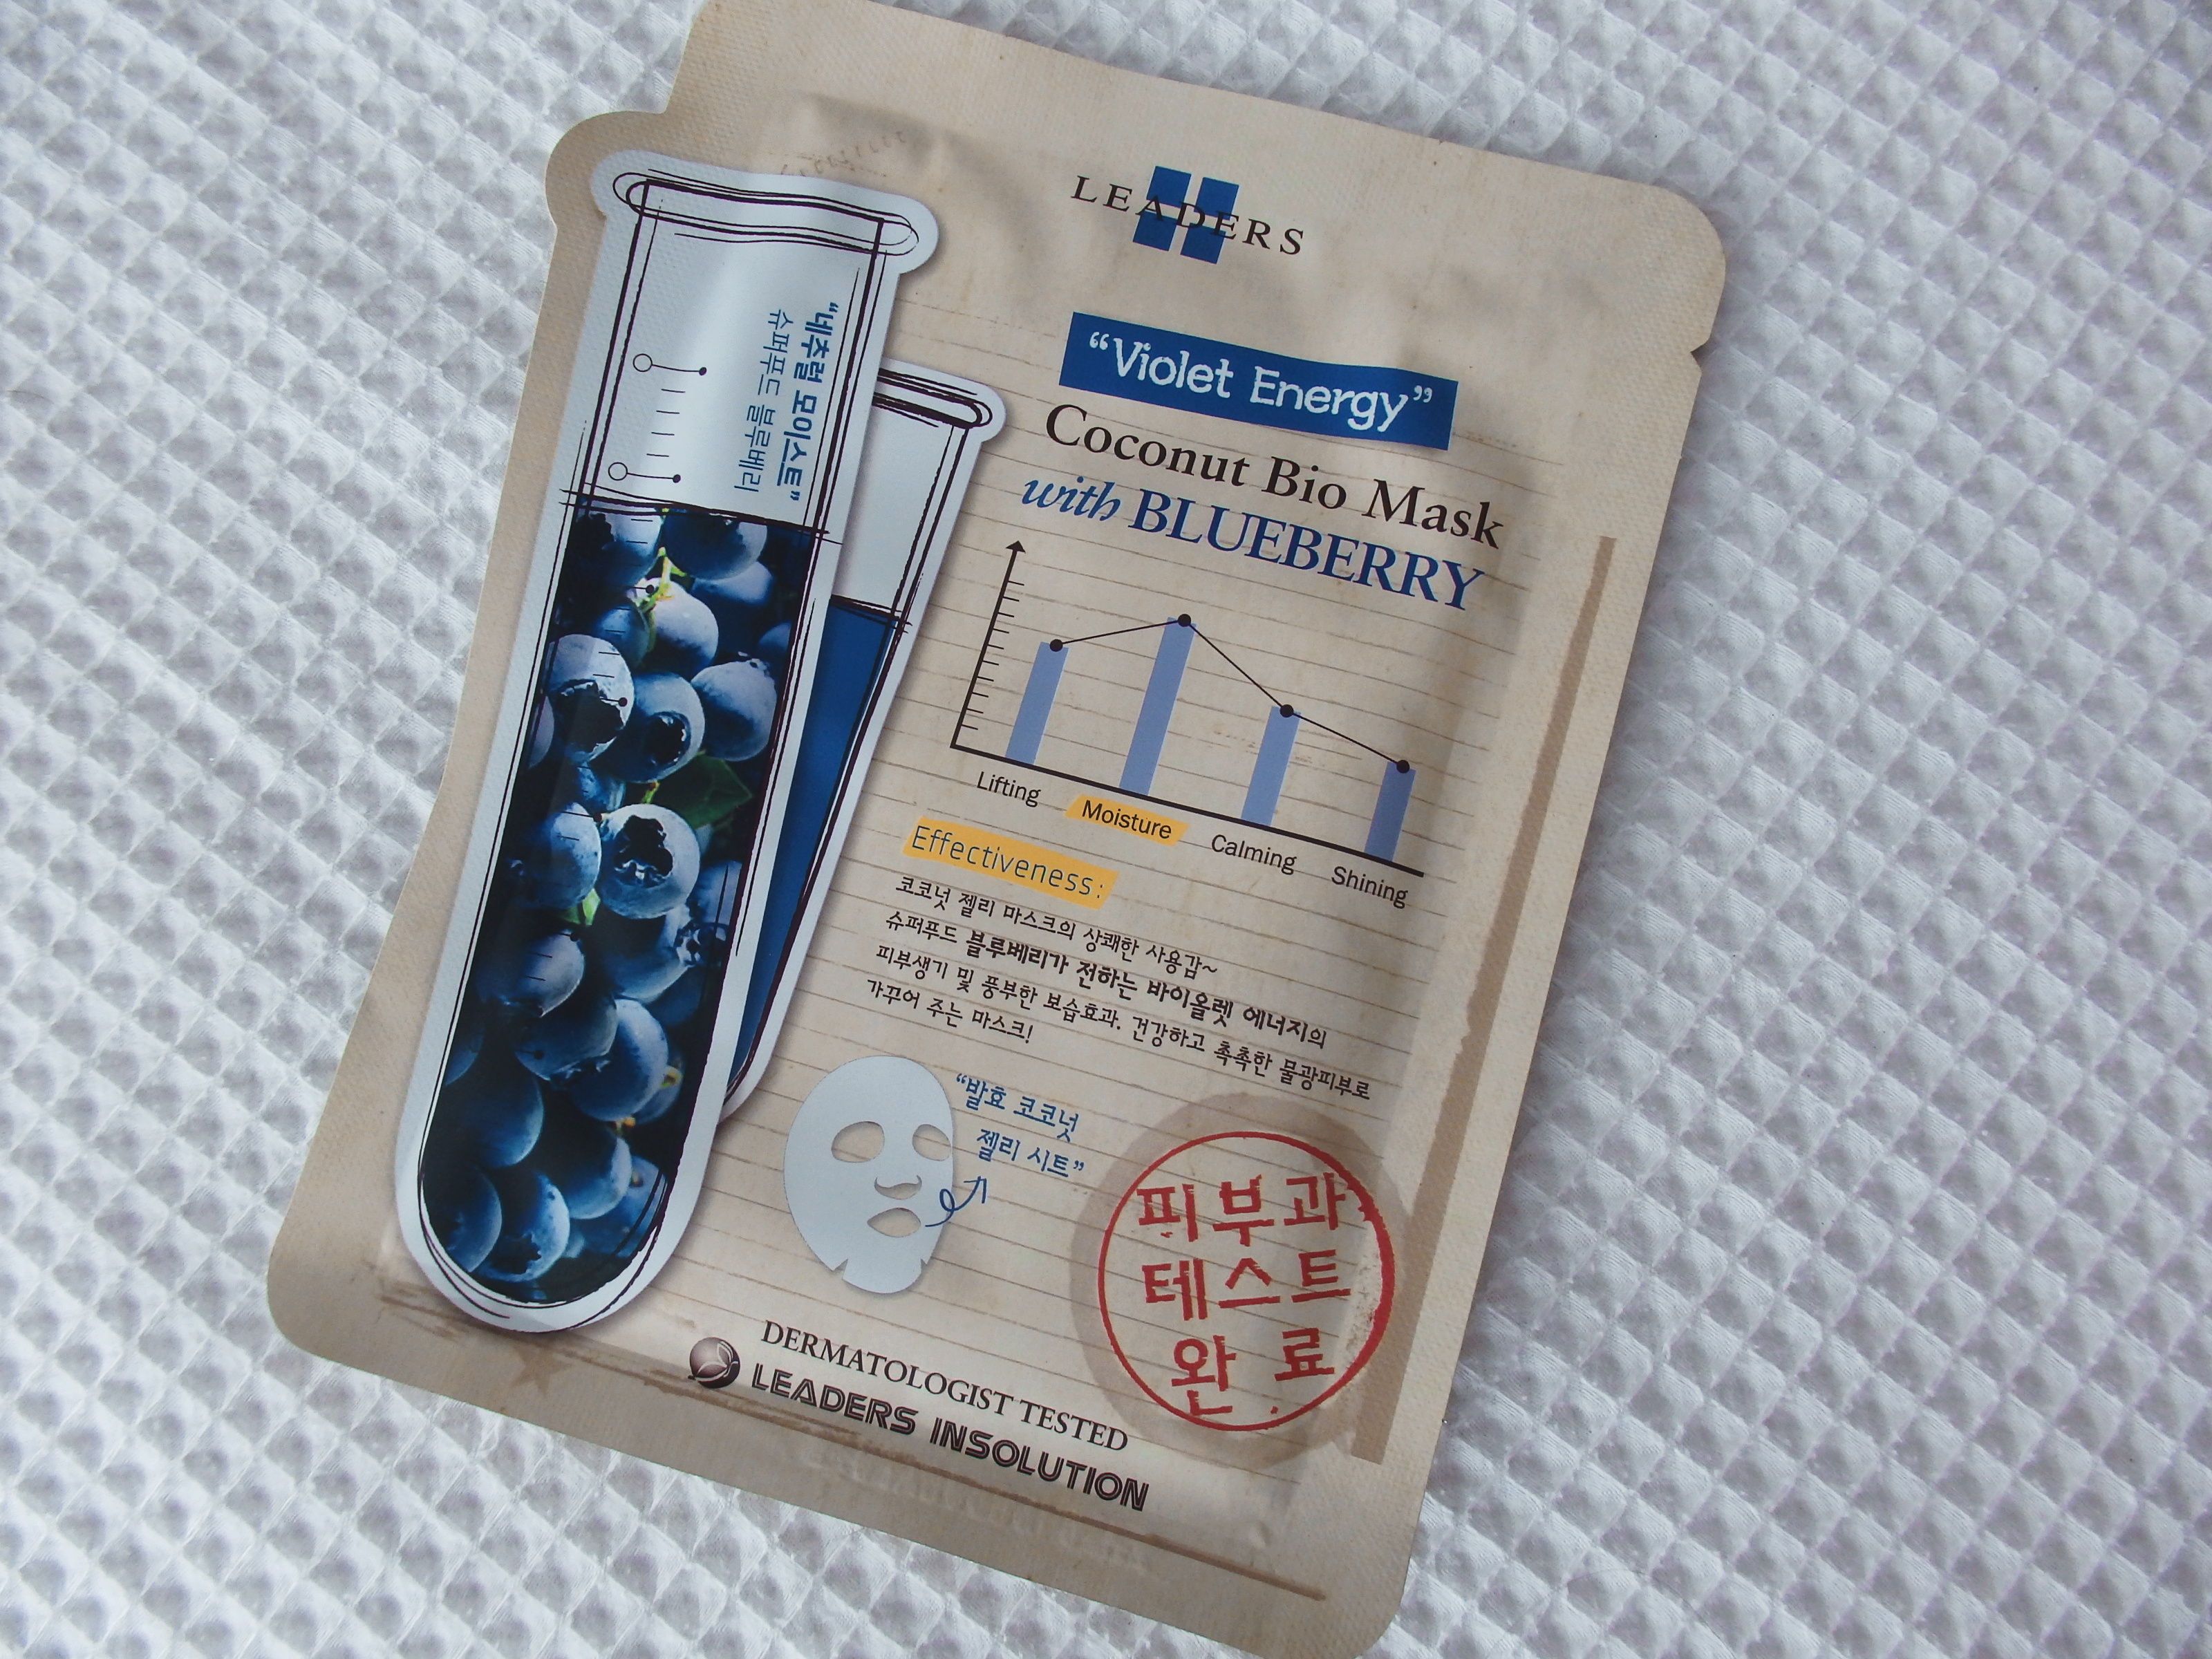 LEADERS
"네추럴 모이스트"
슈퍼푸드 블루베리
"Violet Energy"
Coconut Bio Mask
with BLUEBERRY
Lifting
Moisture
Calming
Shining
Effectiveness:
코코넛 젤리 마스크의 상쾌한 사용감~
슈퍼푸드 블루베리가 전하는 바이올렛 에너지의
피부생기 및 풍부한 보습효과. 건강하고 촉촉한 물광피부로
가꾸어 주는 마스크!
"발효 코코넛
젤리 시트"
피부과
테스트
완료
DERMATOLOGIST TESTED
LEADERS INSOLUTION